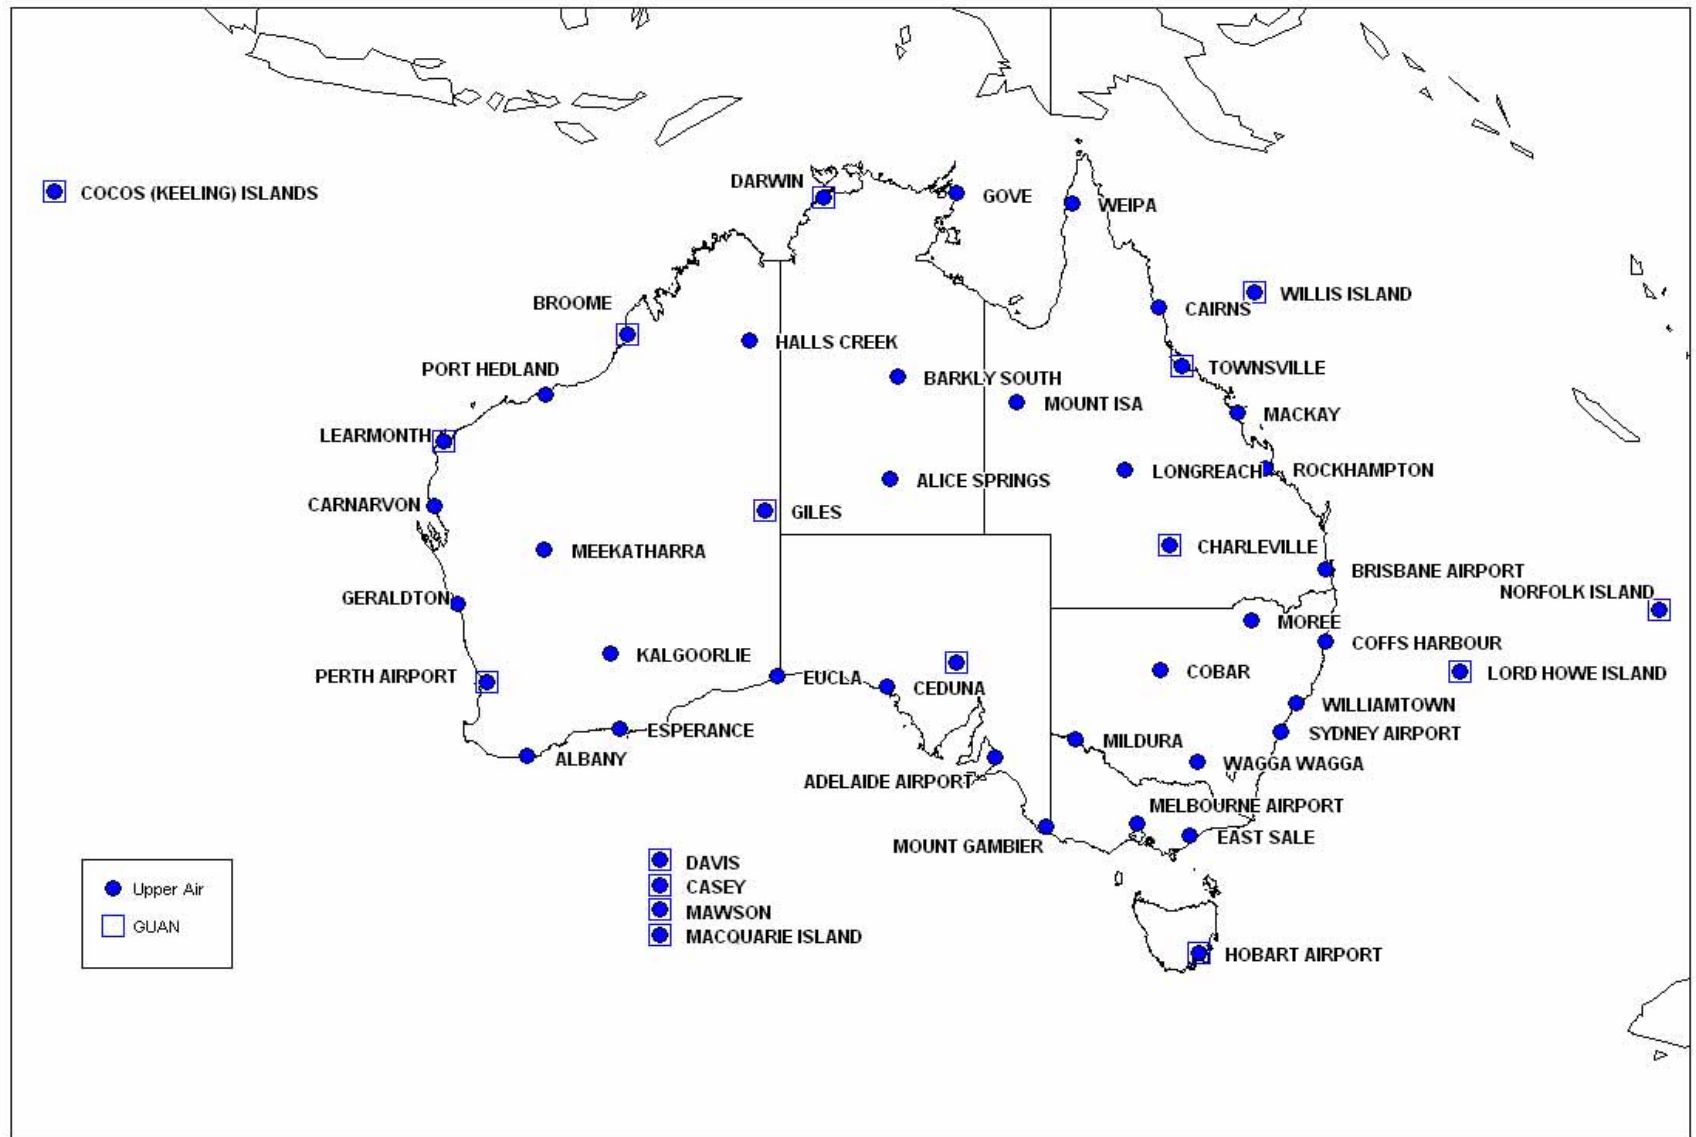 DARWIN
COCOS (KEELING) ISLANDS
GOVE
WEIPA
BROOME
WILLIS ISLAND
CAIRNS
HALLS CREEK
PORT HEDLAND
TOWNSVILLE
BARKLY SOUTH
MOUNT ISA
MACKAY
LEARMONTH
LONGREACH
ROCKHAMPTON
ALICE SPRINGS
CARNARVON
GILES
MEEKATHARRA
CHARLEVILLE
BRISBANE AIRPORT
NORFOLK ISLAND
GERALDTON
MOREE
COFFS HARBOUR
KALGOORLIE
PERTH AIRPORT
EUCLA
CEDUNA
COBAR
LORD HOWE ISLAND
WILLIAMTOWN
ESPERANCE
SYDNEY AIRPORT
MILDURA
ALBANY
WAGGA WAGGA
ADELAIDE AIRPORT
MELBOURNE AIRPORT
EAST SALE
MOUNT GAMBIER
DAVIS
CASEY
MAWSON
MACQUARIE ISLAND
HOBART AIRPORT
Upper Air
GUAN